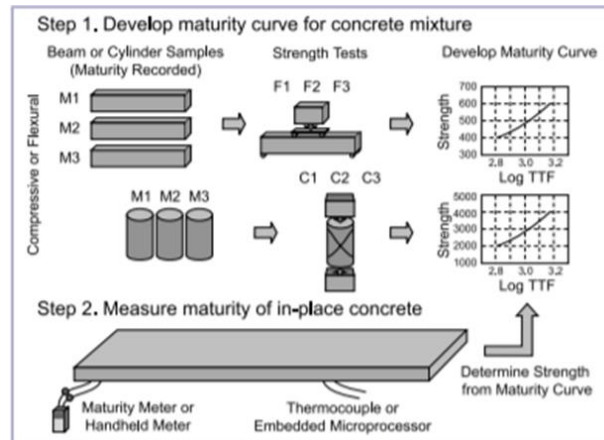 Step 1. Develop maturity curve for concrete mixture
Beam or Cylinder Samples
(Maturity Recorded)
Strength Tests
Develop Maturity Curve
Compressive or Flexural
M1
M2
M3
F1 F2 F3
Strength
700
600
500
400
300
2.8 3.0 3.2
Log TTF
M1 M2 M3
C1 C2 C3
Strength
5000
4000
3000
2000
1000
2.8 3.0 3.2
Log TTF
Step 2. Measure maturity of in-place concrete
Maturity Meter or
Handheld Meter
Thermocouple or
Embedded Microprocessor
Determine Strength
from Maturity Curve